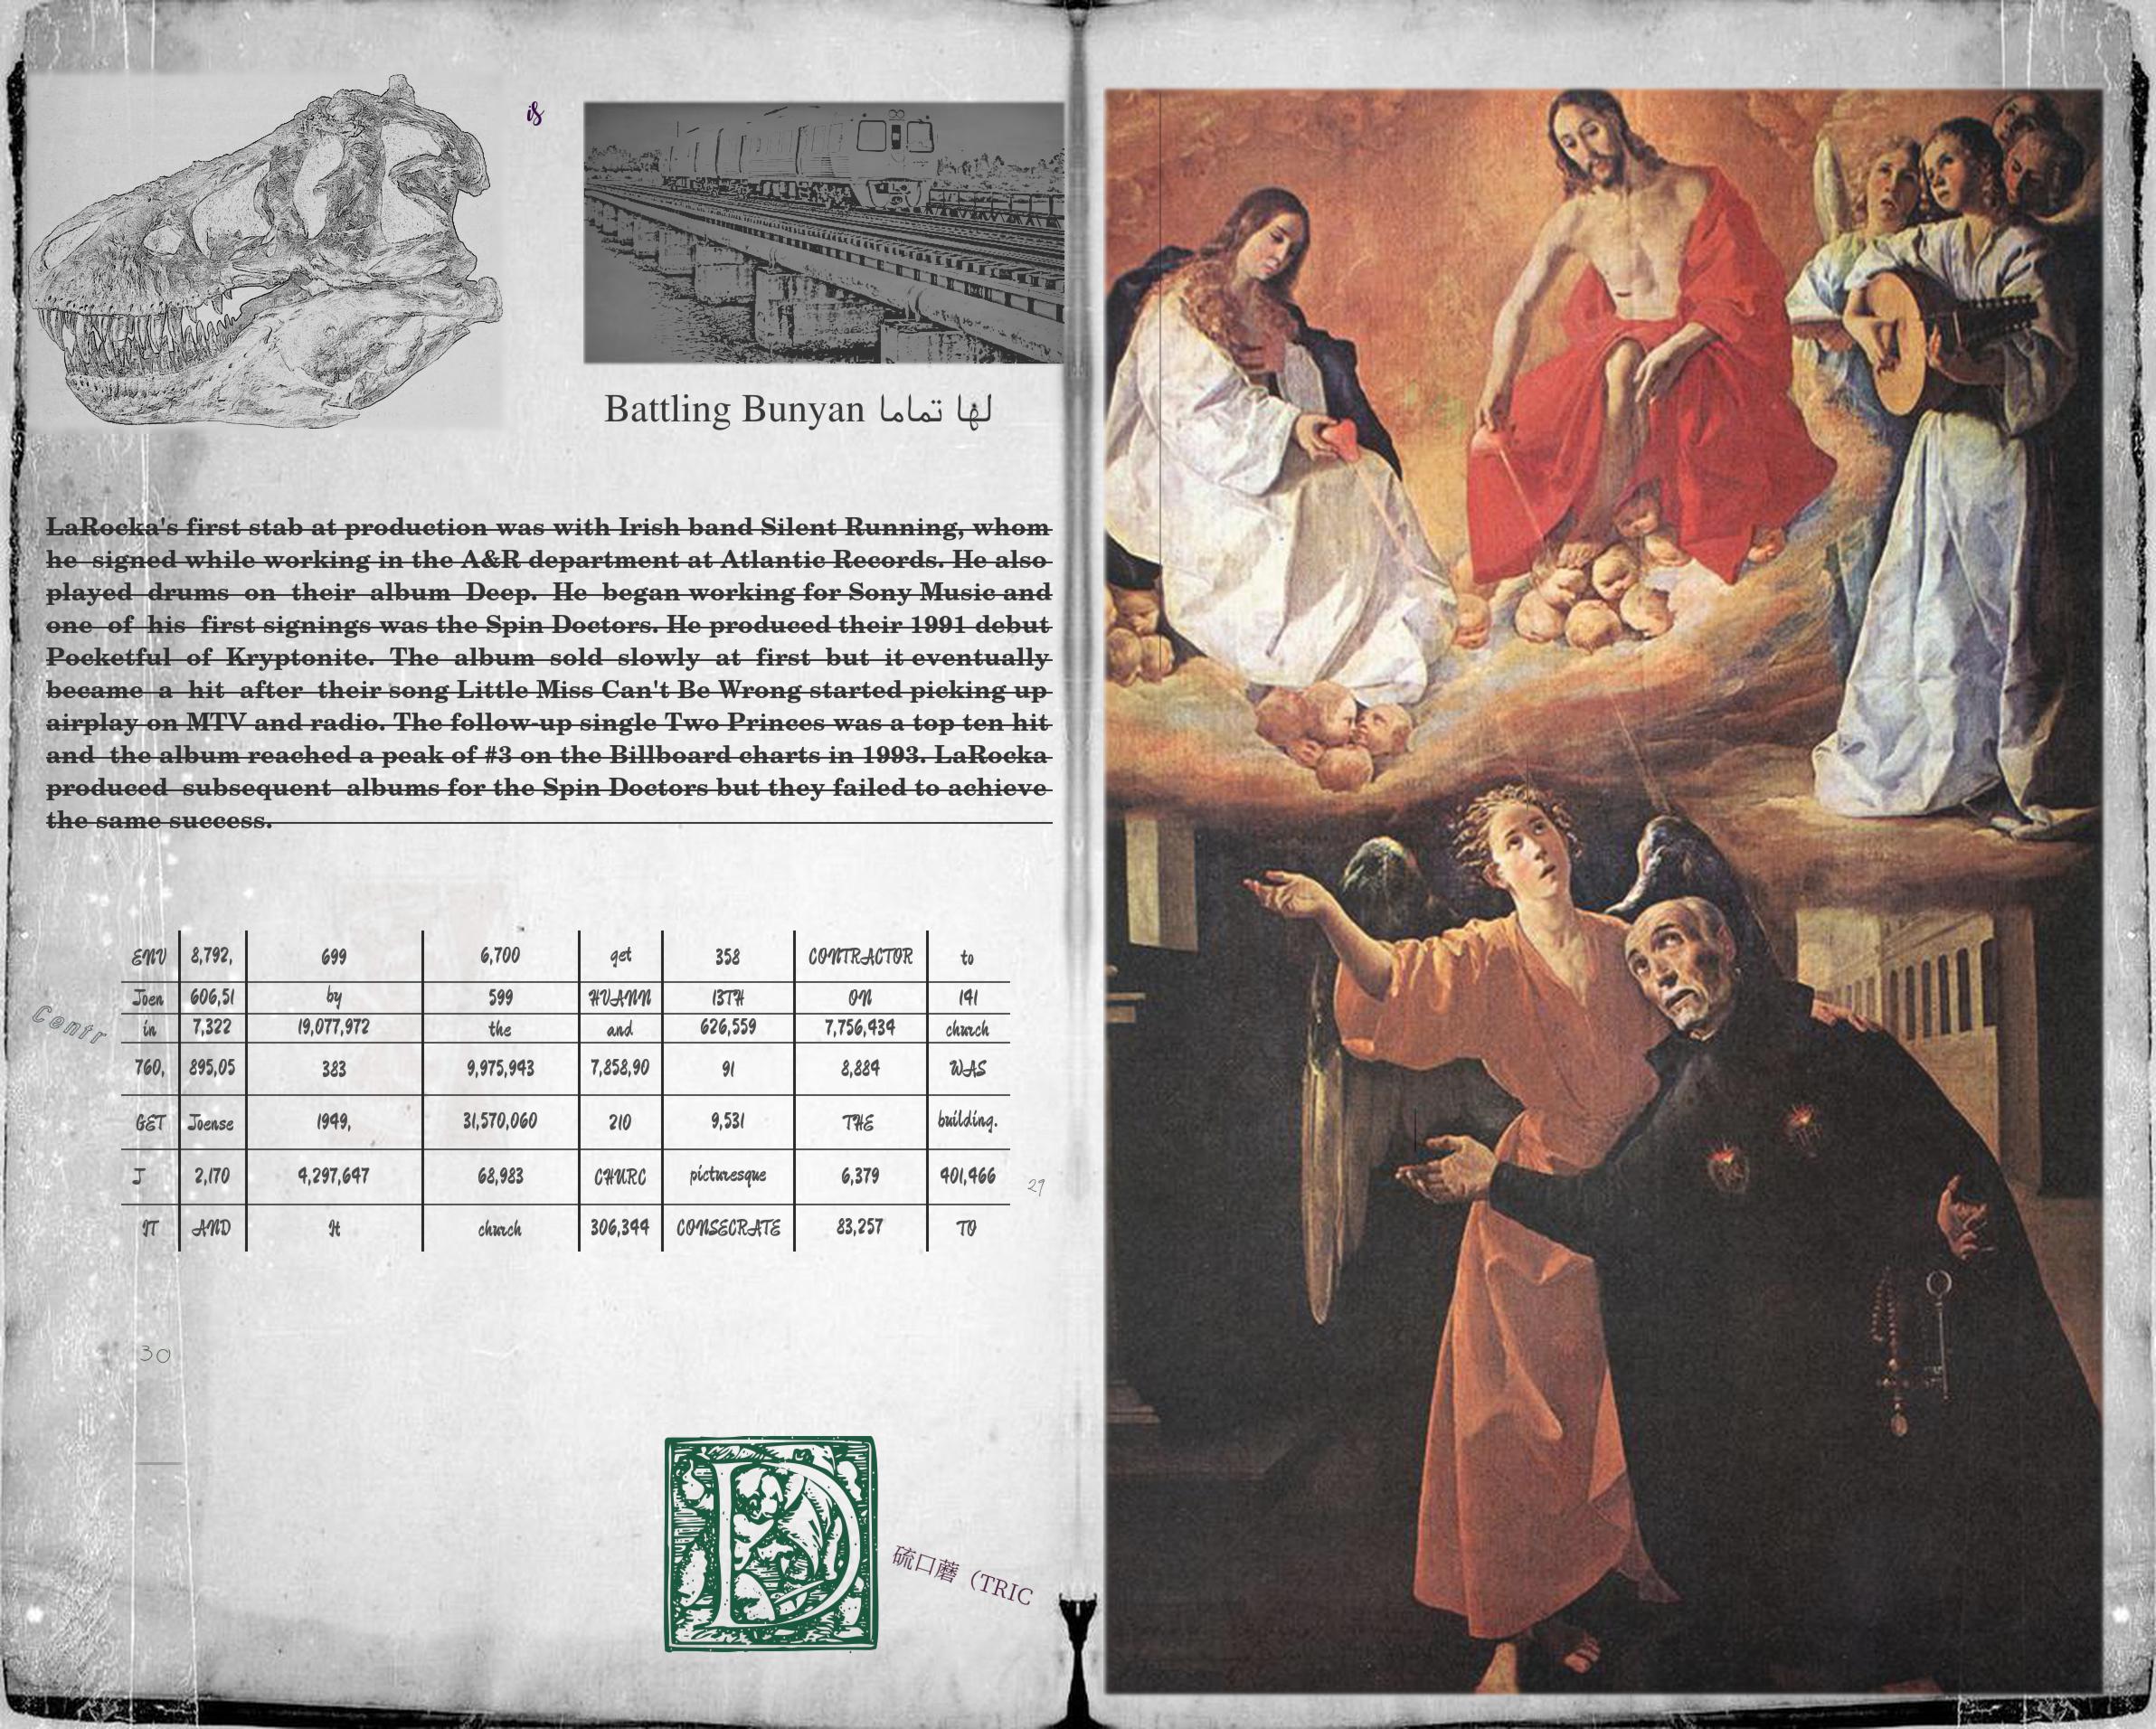 is
Battling Bunyan لها تماما
LaRocka's first stab at production was with Irish band Silent Running, whom
he signed while working in the A&R department at Atlantic Records. He also
played drums on their album Deep. He began working for Sony Music and
one of his first signings was the Spin Doctors. He produced their 1991 debut
Pocketful of Kryptonite. The album sold slowly at first but it eventually
became a hit after their song Little Miss Can't Be Wrong started picking up
airplay on MTV and radio. The follow-up single Two Princes was a top ten hit
and the album reached a peak of #3 on the Billboard charts in 1993. LaRocka
produced subsequent albums for the Spin Doctors but they failed to achieve
the same success.
ENV 8,792, 699 6,700 get 358 CONTRACTOR to
Joen 606,51 by 599 HVANN 13TH ON 141
Centr
in 7,322 19,077,972 the and 626,559 7,756,434 church
760, 895,05 383 9,975,943 7,858,90 91 8,884 WAS
GET Joense 1949, 31,570,060 210 9,531 THE building.
J 2,170 4,297,647 68,983 CHURC picturesque 6,379 401,466
29
IT AND It church 306,344 CONSECRATE 83,257 TO
30
D
硫口蘑（TRIC